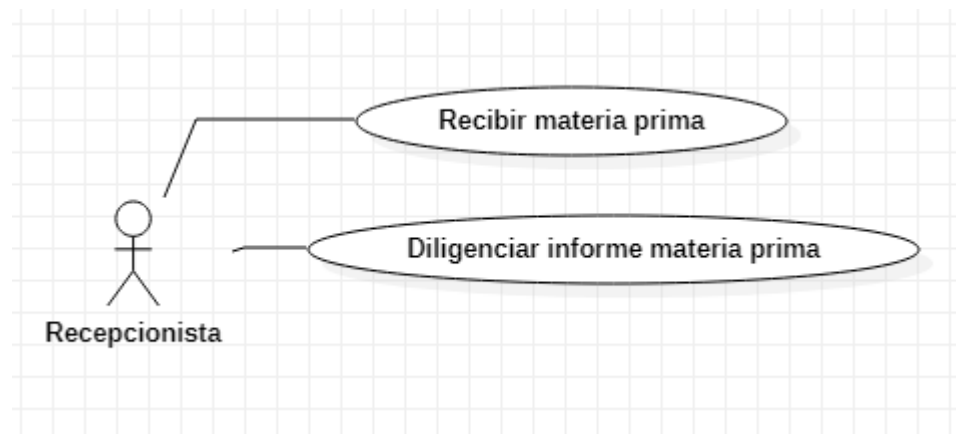 Recibir materia prima
Diligenciar informe materia prima
Recepcionista